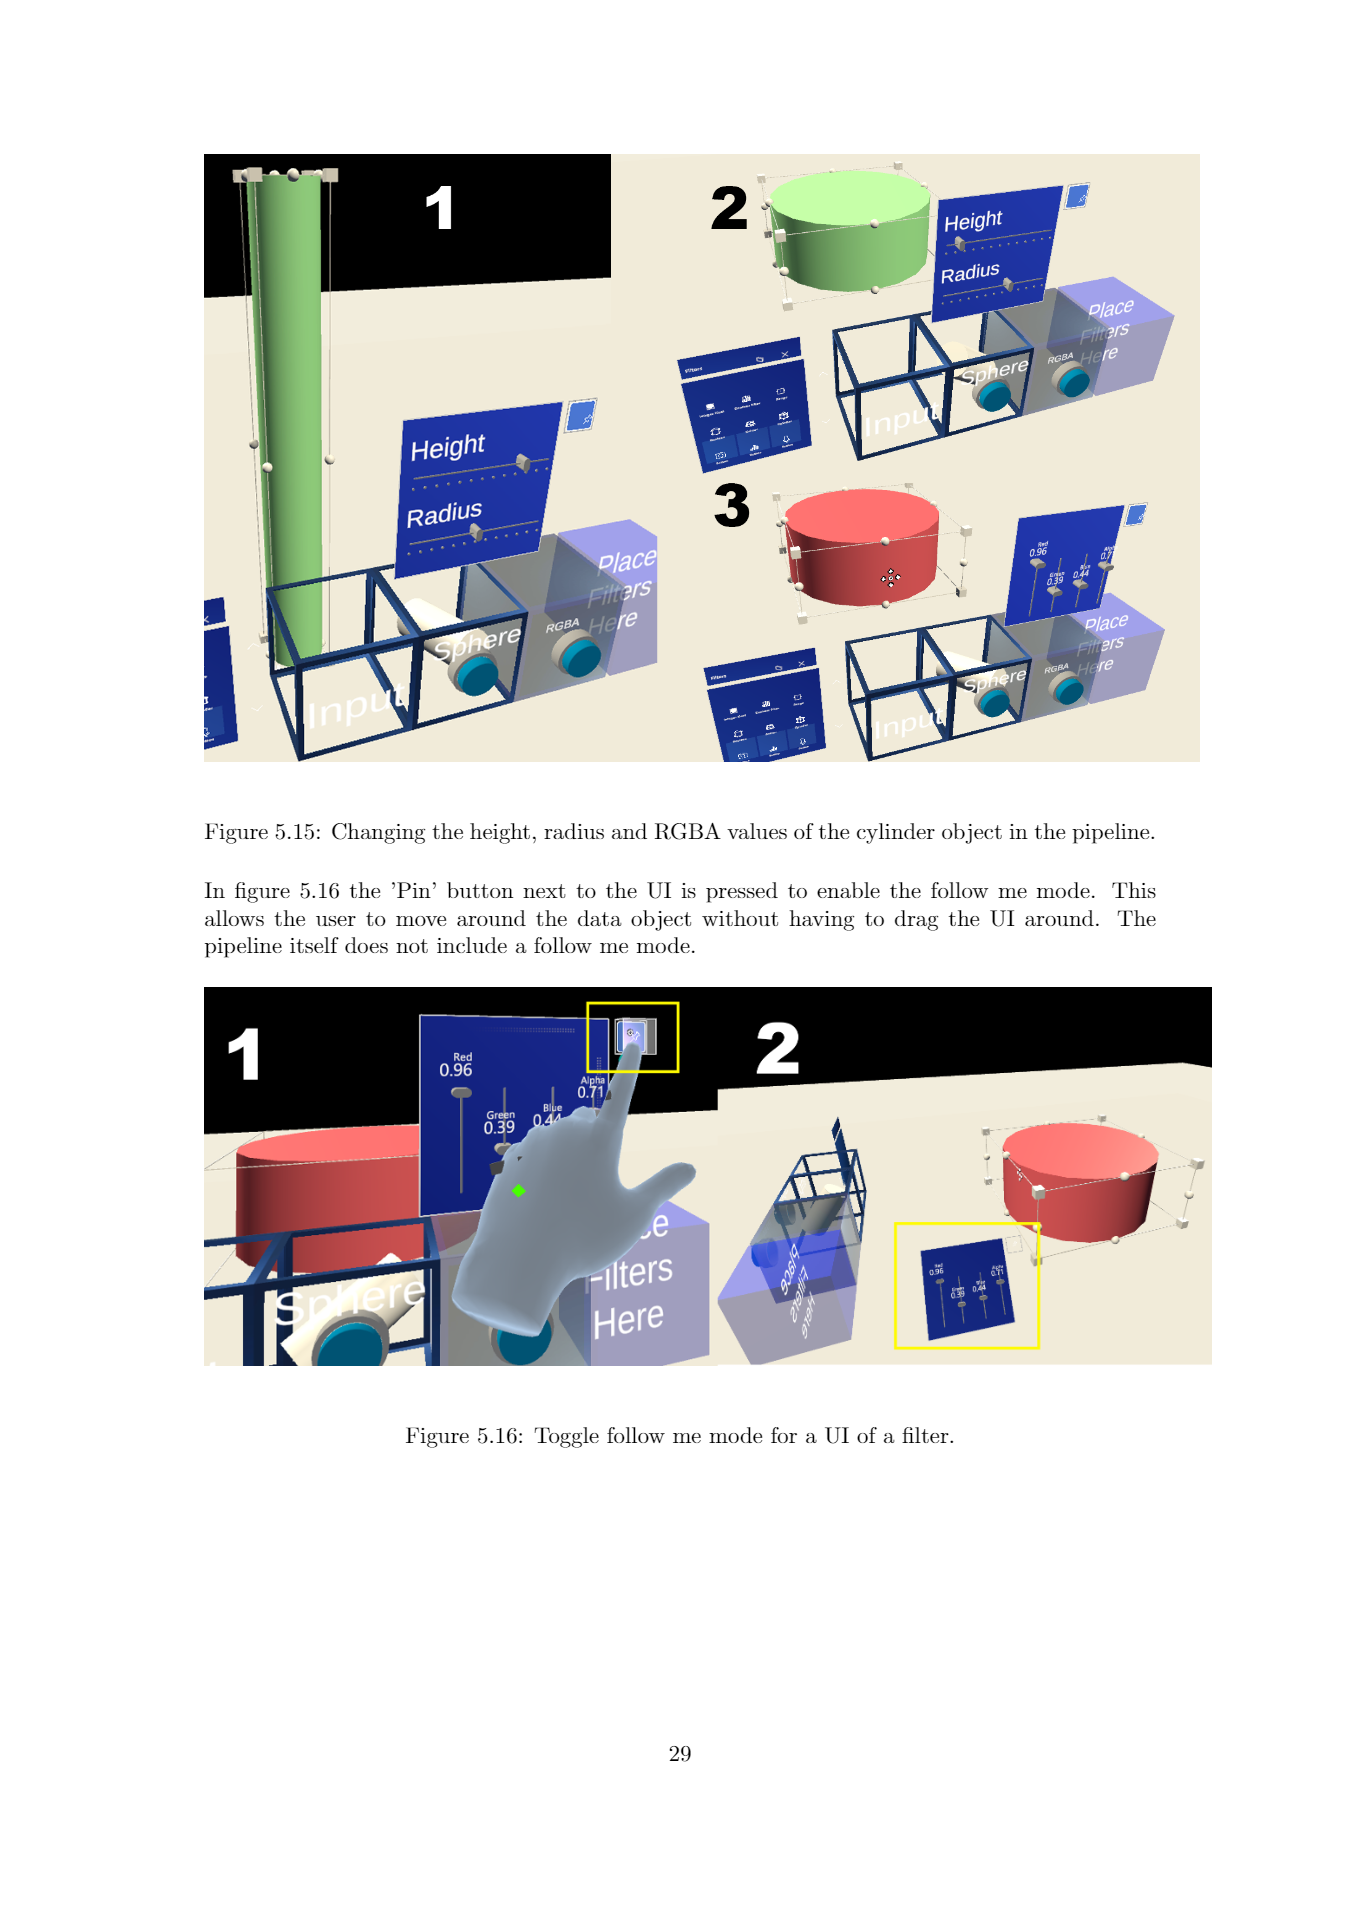 1
Height
Radius
Place
Filters
Here
RGBA
Sphere
Input
2
Height
Radius
Place
Filters
Here
RGBA
Sphere
Input
Filters
3
Red
0.96
Green
0.39
Blue
0.44
Place
Filters
Here
RGBA
Sphere
Input
Filters
Figure 5.15: Changing the height, radius and RGBA values of the cylinder object in the pipeline.
In figure 5.16 the 'Pin' button next to the UI is pressed to enable the follow me mode. This
allows the user to move around the data object without having to drag the UI around. The
pipeline itself does not include a follow me mode.
1
Red
0.96
Green
0.39
Blue
0.44
Alpha
0.71
Sphere
Filters
Here
2
Place
Filters
Here
Red
0.96
Green
0.39
Blue
0.44
Alpha
0.71
Figure 5.16: Toggle follow me mode for a UI of a filter.
29